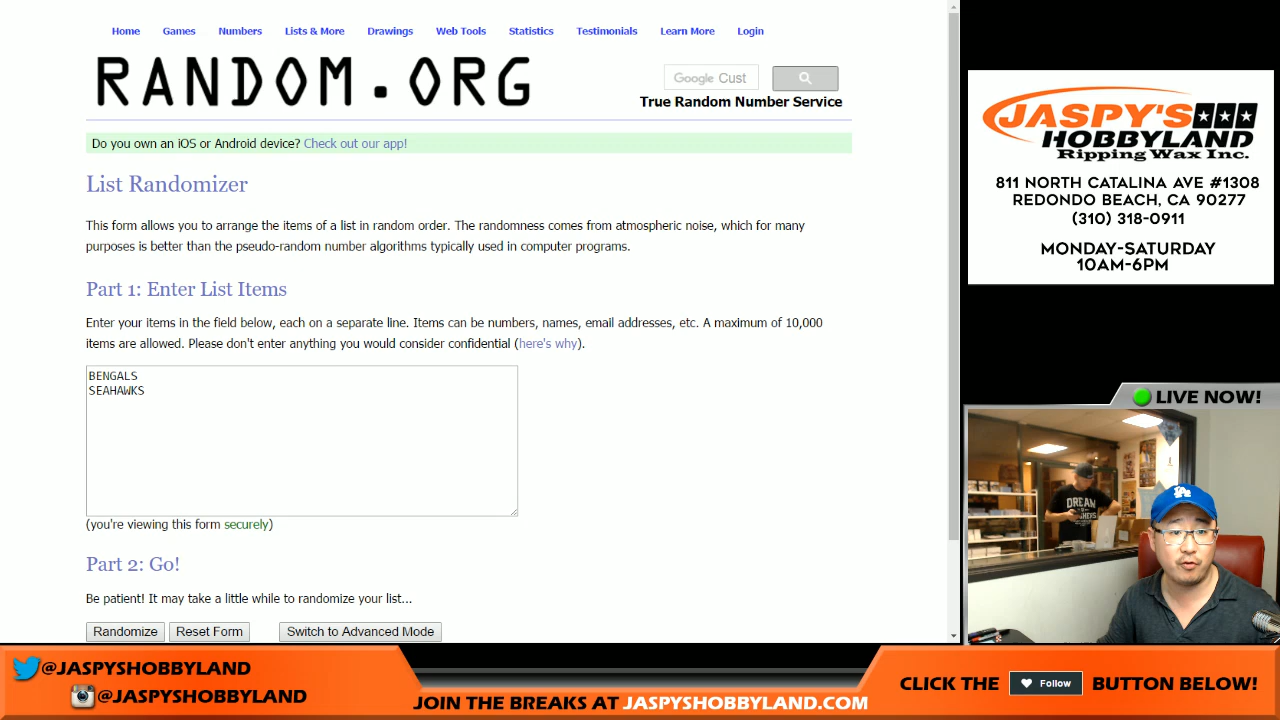 Home Games Numbers Lists & More Drawings Web Tools Statistics Testimonials Learn More Login
RANDOM.ORG
Google Cust
True Random Number Service
Do you own an iOS or Android device? Check out our app!
List Randomizer
This form allows you to arrange the items of a list in random order. The randomness comes from atmospheric noise, which for many
purposes is better than the pseudo-random number algorithms typically used in computer programs.
Part 1: Enter List Items
Enter your items in the field below, each on a separate line. Items can be numbers, names, email addresses, etc. A maximum of 10,000
items are allowed. Please don't enter anything you would consider confidential (here's why).
BENGALS
SEAHAWKS
(you're viewing this form securely)
Part 2: Go!
Be patient! It may take a little while to randomize your list...
Randomize Reset Form Switch to Advanced Mode
JASPY'S
HOBBYLAND
Ripping Wax Inc.
811 NORTH CATALINA AVE #1308
REDONDO BEACH, CA 90277
(310) 318-0911
MONDAY-SATURDAY
10AM-6PM
LIVE NOW!
DREAM
LA
@JASPYSHOBBYLAND
@JASPYSHOBBYLAND
JOIN THE BREAKS AT JASPYSHOBBYLAND.COM
CLICK THE Follow BUTTON BELOW!